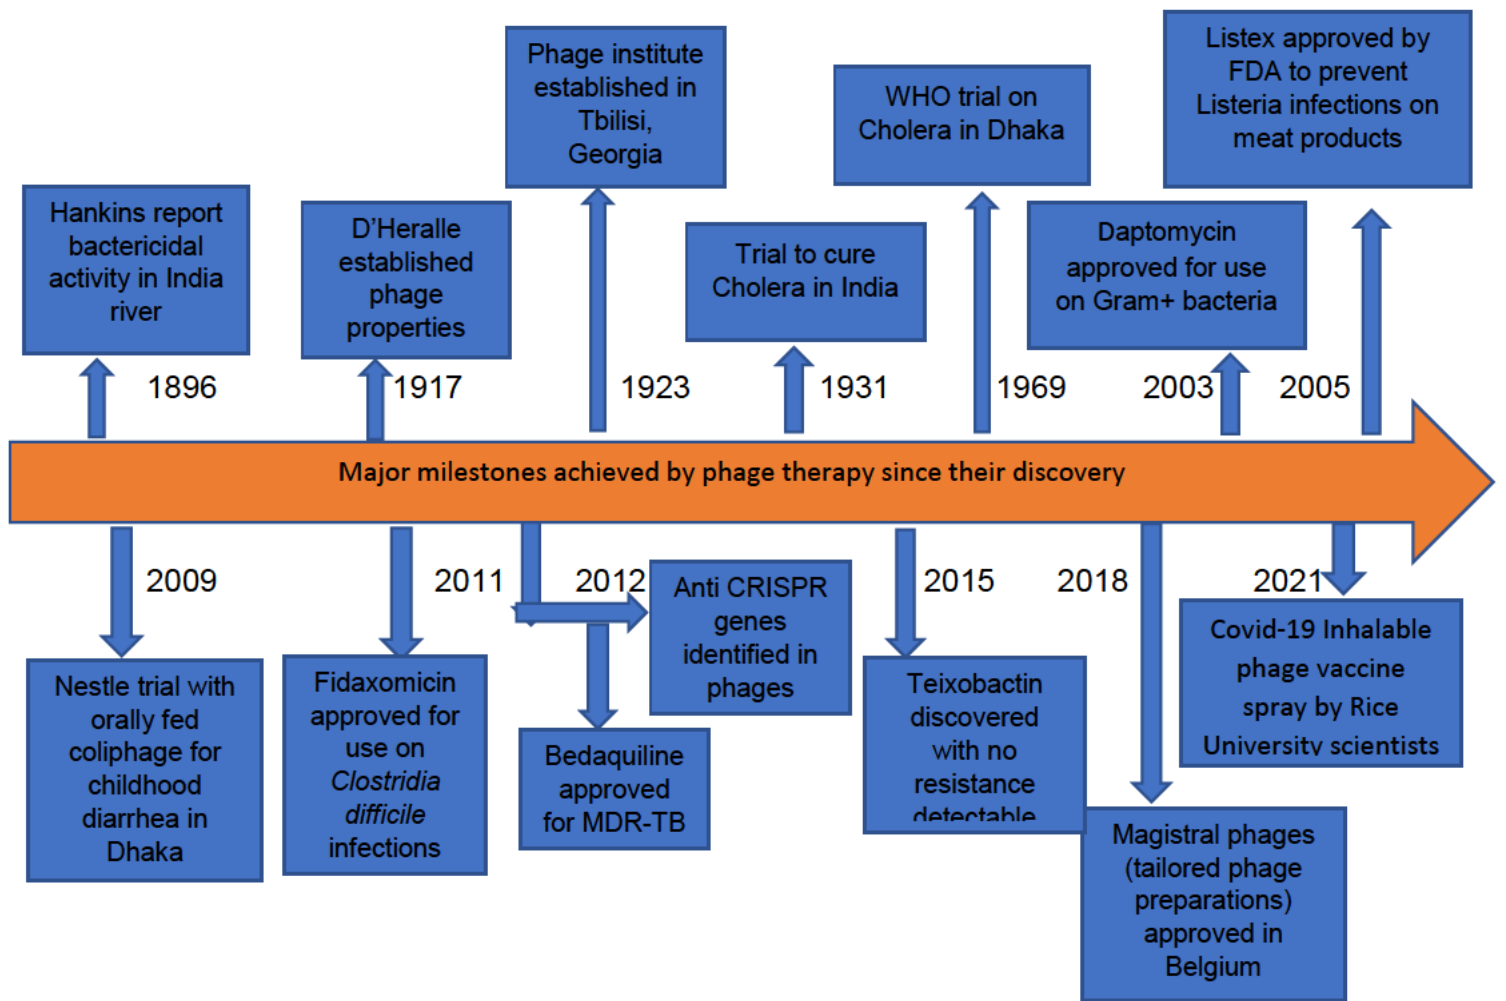 Hankins report
bactericidal
activity in India
river
1896
D’Heralle
established
phage
properties
1917
Phage institute
established in
Tbilisi,
Georgia
1923
Trial to cure
Cholera in India
1931
WHO trial on
Cholera in Dhaka
1969
Daptomycin
approved for use
on Gram+ bacteria
2003
Listex approved by
FDA to prevent
Listeria infections on
meat products
2005
Major milestones achieved by phage therapy since their discovery
2009
Nestle trial with
orally fed
coliphage for
childhood
diarrhea in
Dhaka
2011
Fidaxomicin
approved for
use on
Clostridia
difficile
infections
2012
Anti CRISPR
genes
identified in
phages
Bedaquiline
approved
for MDR-TB
2015
Teixobactin
discovered
with no
resistance
detectable
2018
Magistral phages
(tailored phage
preparations)
approved in
Belgium
2021
Covid-19 Inhalable
phage vaccine
spray by Rice
University scientists